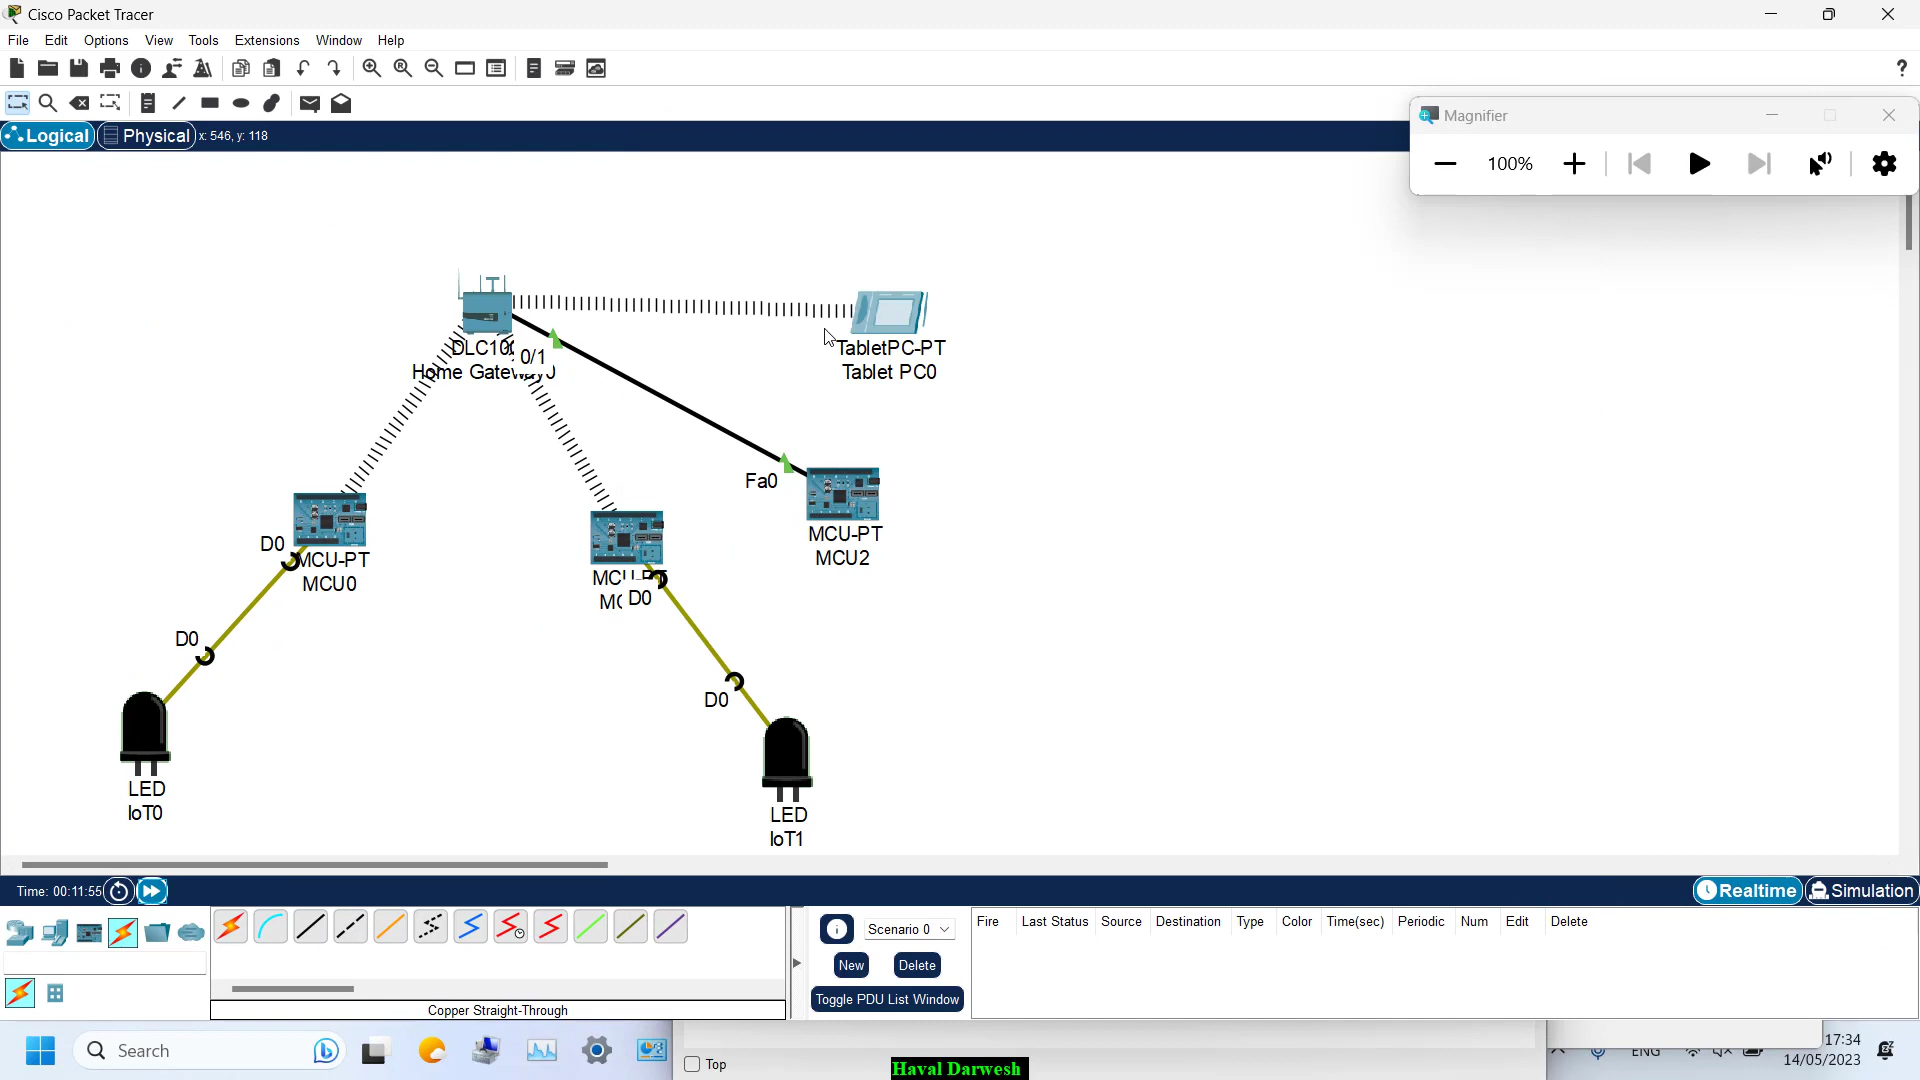 Cisco Packet Tracer
File Edit Options View Tools Extensions Window Help
?
Logical Physical x: 546, y: 118
Magnifier
100%
DLC100
0/1
Home Gateway0
TabletPC-PT
Tablet PC0
Fa0
MCU-PT
MCU2
D0
MCU-PT
MCU0
D0
D0
D0
LED
IoT0
LED
IoT1
Time: 00:11:55
Realtime Simulation
Scenario 0
New Delete
Toggle PDU List Window
Fire Last Status Source Destination Type Color Time(sec) Periodic Num Edit Delete
Copper Straight-Through
Search
Top
Haval Darwesh
ENG
17:34
14/05/2023